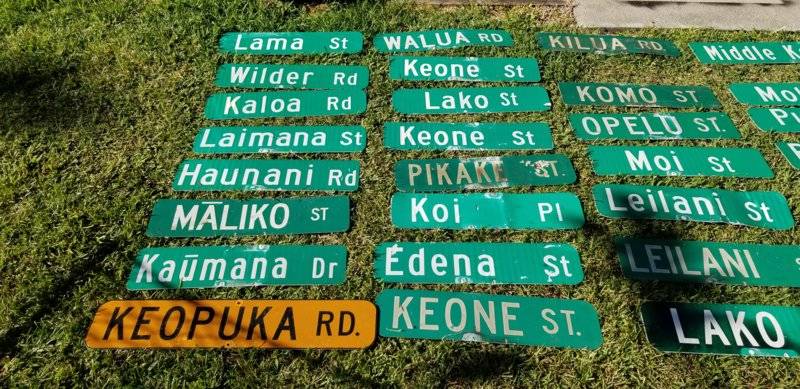 Lama St
Wilder Rd
Kaloa Rd
Laimana St
Haunani Rd
MĀLIKO ST
Kaūmana Dr
KEOPUKA RD.
WALUA RD
Keone St
Lako St
Keone St
PIKAKE ST.
Koi Pl
Edena St
KEONE ST.
KILUA RD
KOMO ST
OPELU ST.
Moi St
Leilani St
LEILANI
LAKO
Middle